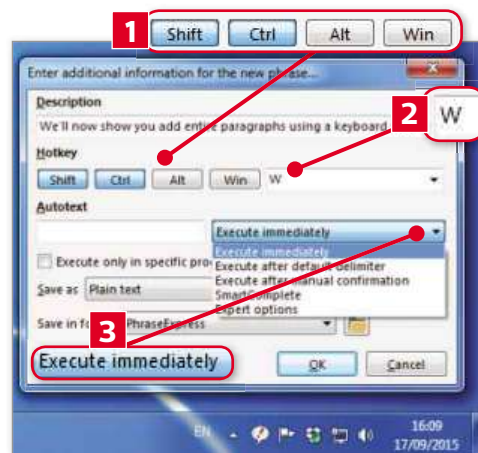 1 Shift Ctrl Alt Win
Enter additional information for the new phrase...
Description
We'll now show you add entire paragraphs using a keyboard
2 W
Hotkey
Shift Ctrl Alt Win W
Autotext
Execute immediately
Execute immediately
Execute only in specific
Execute after default delimiter
Execute after manual confirmation
Save as Plain text
SmartComplete
Expert options
Save in PhraseExpress
3
Execute immediately
OK Cancel
EN 16:09
17/09/2015